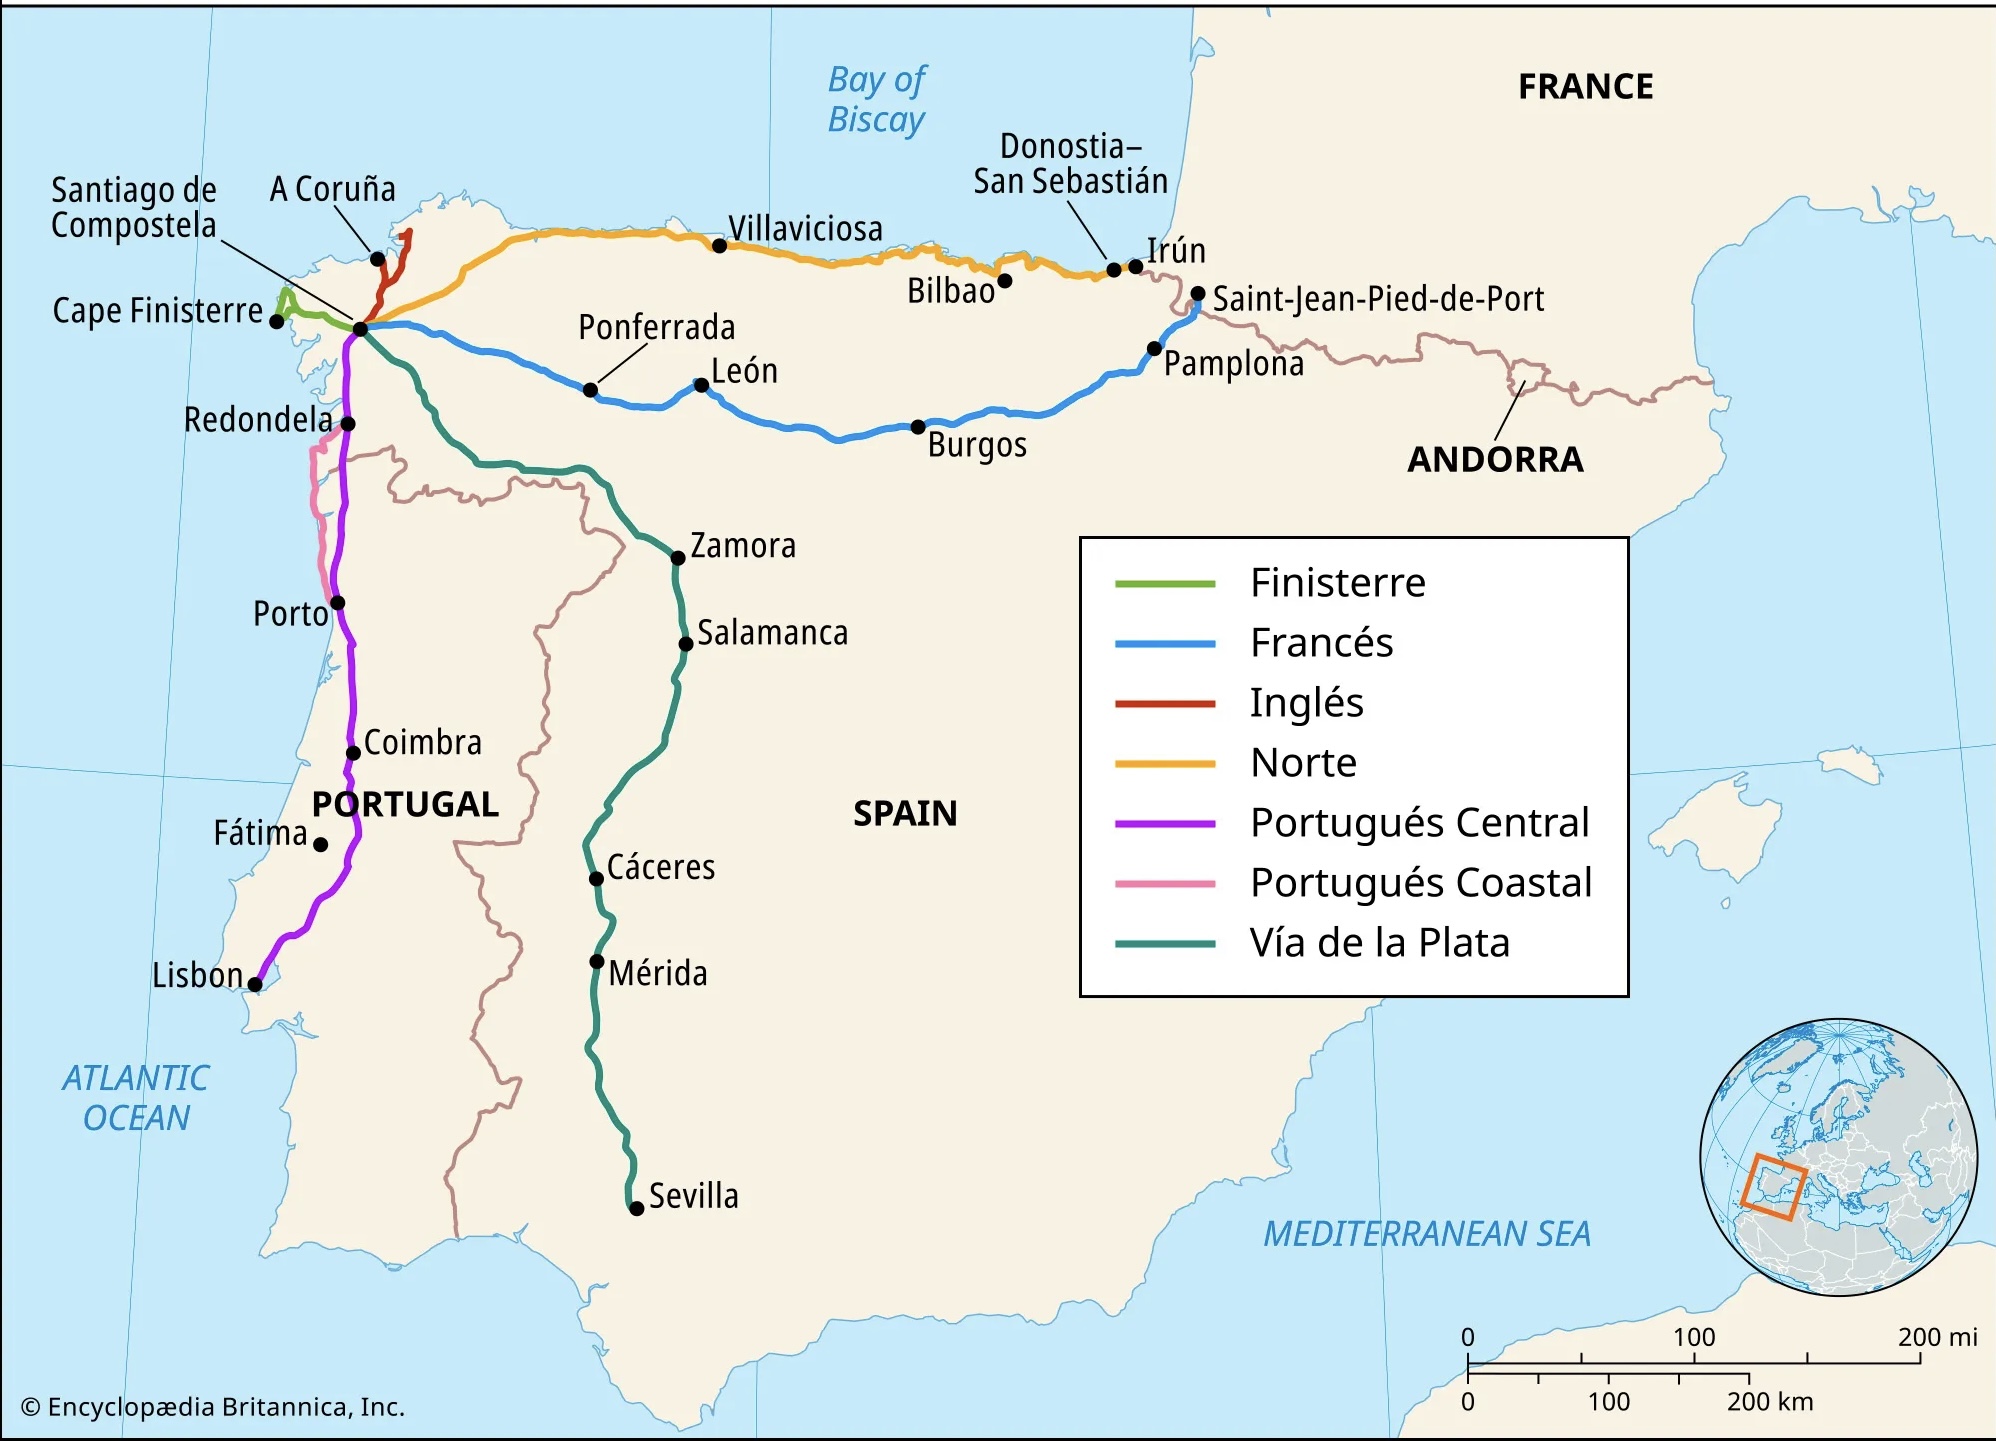 Bay of
Biscay
FRANCE
Donostia–
San Sebastián
Santiago de
Compostela
A Coruña
Villaviciosa
Irún
Bilbao
Cape Finisterre
Saint-Jean-Pied-de-Port
Ponferrada
León
Pamplona
Redondela
Burgos
ANDORRA
Zamora
Porto
Salamanca
Finisterre
Francés
Inglés
Norte
Portugués Central
Portugués Coastal
Vía de la Plata
Coimbra
PORTUGAL
SPAIN
Fátima
Cáceres
Lisbon
Mérida
ATLANTIC
OCEAN
Sevilla
MEDITERRANEAN SEA
0 100 200 mi
0 100 200 km
© Encyclopædia Britannica, Inc.